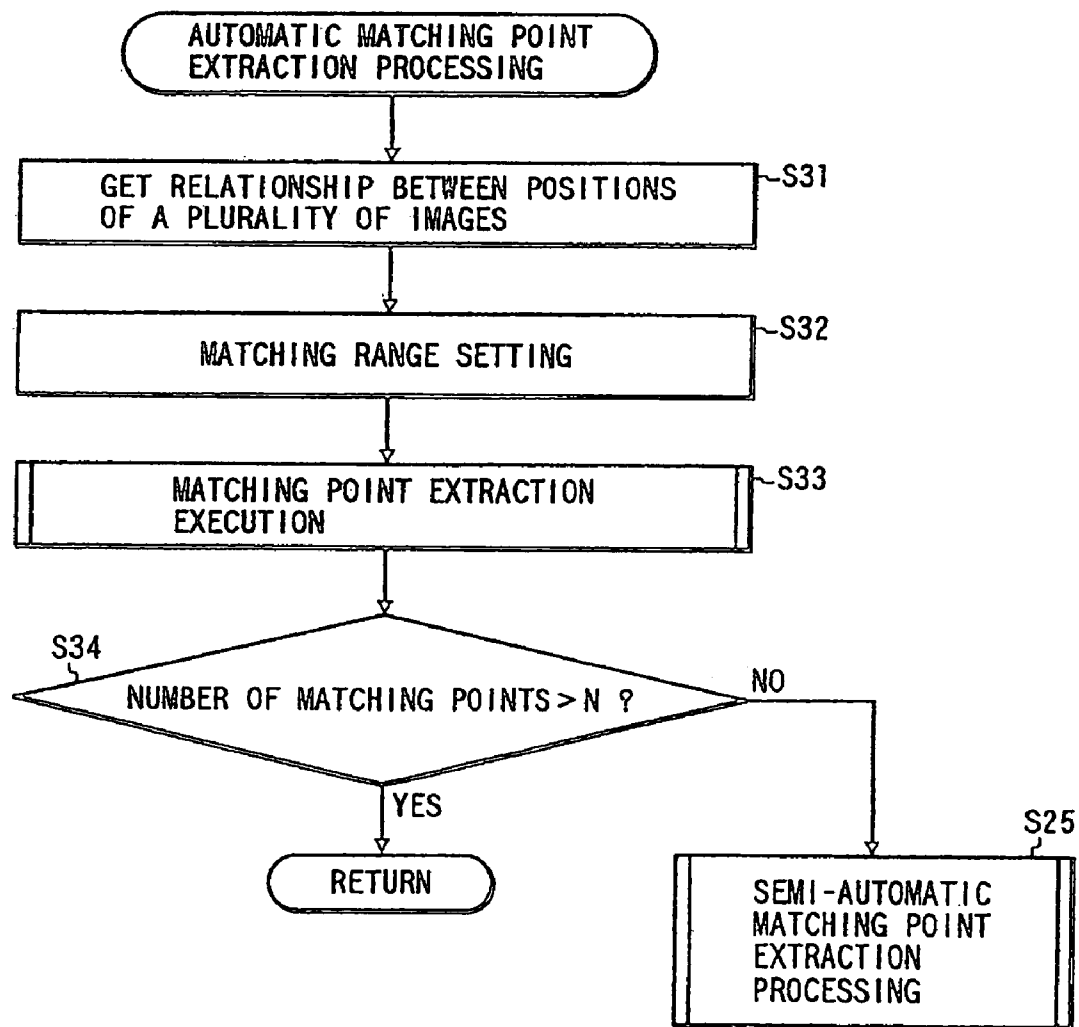 AUTOMATIC MATCHING POINT
EXTRACTION PROCESSING
GET RELATIONSHIP BETWEEN POSITIONS
OF A PLURALITY OF IMAGES
S31
MATCHING RANGE SETTING
S32
MATCHING POINT EXTRACTION
EXECUTION
S33
S34
NUMBER OF MATCHING POINTS > N ?
NO
YES
RETURN
S25
SEMI-AUTOMATIC
MATCHING POINT
EXTRACTION
PROCESSING